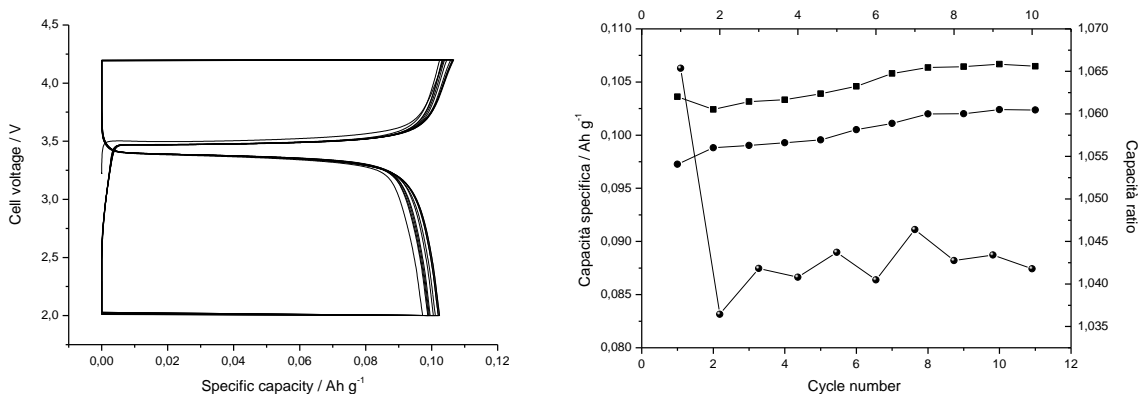 4,5
4,0
3,5
3,0
2,5
2,0
Cell voltage / V
0,00 0,02 0,04 0,06 0,08 0,10 0,12
Specific capacity / Ah g-1
0 2 4 6 8 10
0,110
0,105
0,100
0,095
0,090
0,085
0,080
Capacità specifica / Ah g-1
1,070
1,065
1,060
1,055
1,050
1,045
1,040
1,035
Capacità ratio
0 2 4 6 8 10 12
Cycle number